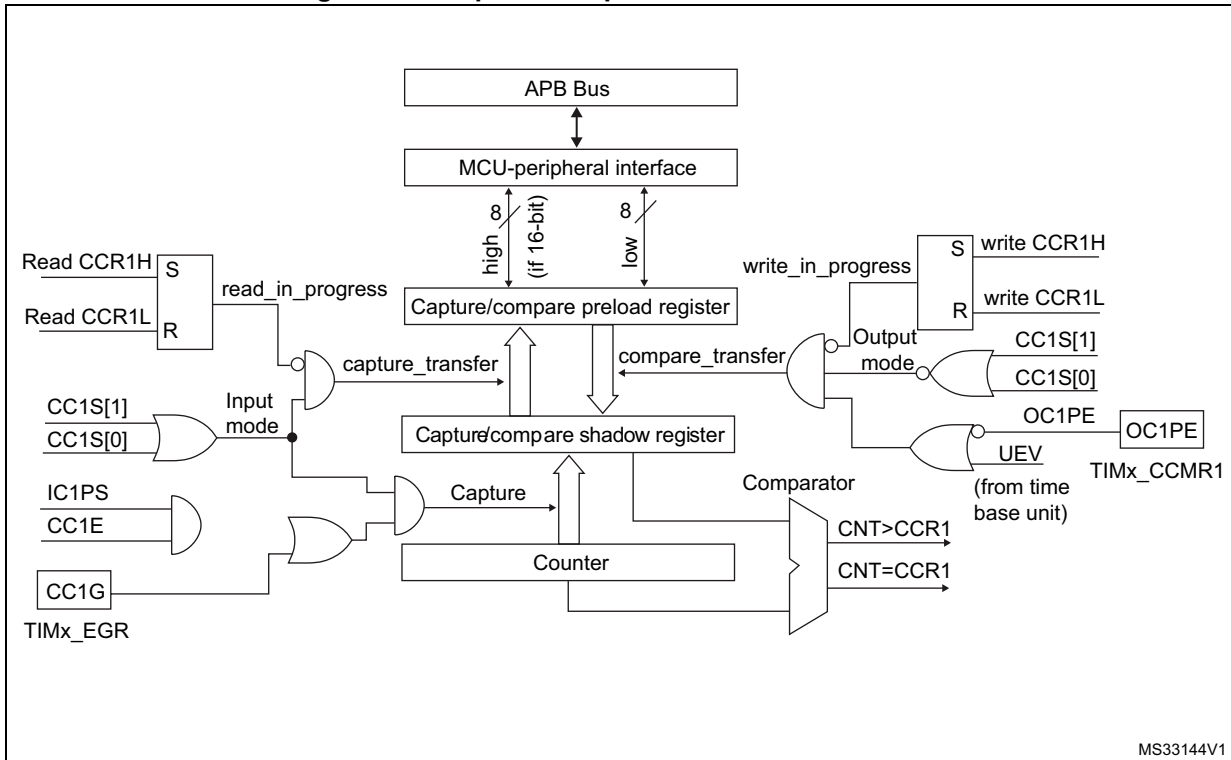 APB Bus
MCU-peripheral interface
8
high
(if 16-bit)
8
low
Read CCR1H
Read CCR1L
S
R
read_in_progress
write_in_progress
S
R
write CCR1H
write CCR1L
Capture/compare preload register
capture_transfer
compare_transfer
Output
mode
CC1S[1]
CC1S[0]
CC1S[1]
CC1S[0]
Input
mode
Capture/compare shadow register
OC1PE
OC1PE
UEV
TIMx_CCMR1
(from time
base unit)
IC1PS
CC1E
Capture
Comparator
Counter
CNT>CCR1
CNT=CCR1
CC1G
TIMx_EGR
MS33144V1